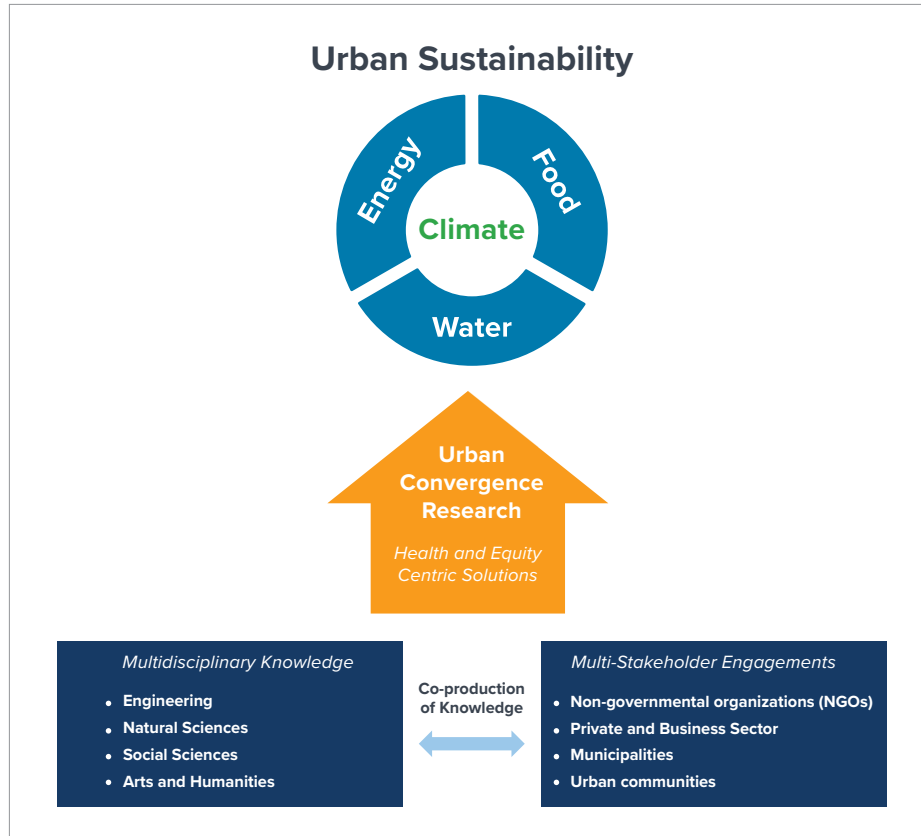 Urban Sustainability
Energy
Food
Climate
Water
Urban
Convergence
Research
Health and Equity
Centric Solutions
Multidisciplinary Knowledge
• Engineering
• Natural Sciences
• Social Sciences
• Arts and Humanities
Co-production
of Knowledge
Multi-Stakeholder Engagements
• Non-governmental organizations (NGOs)
• Private and Business Sector
• Municipalities
• Urban communities